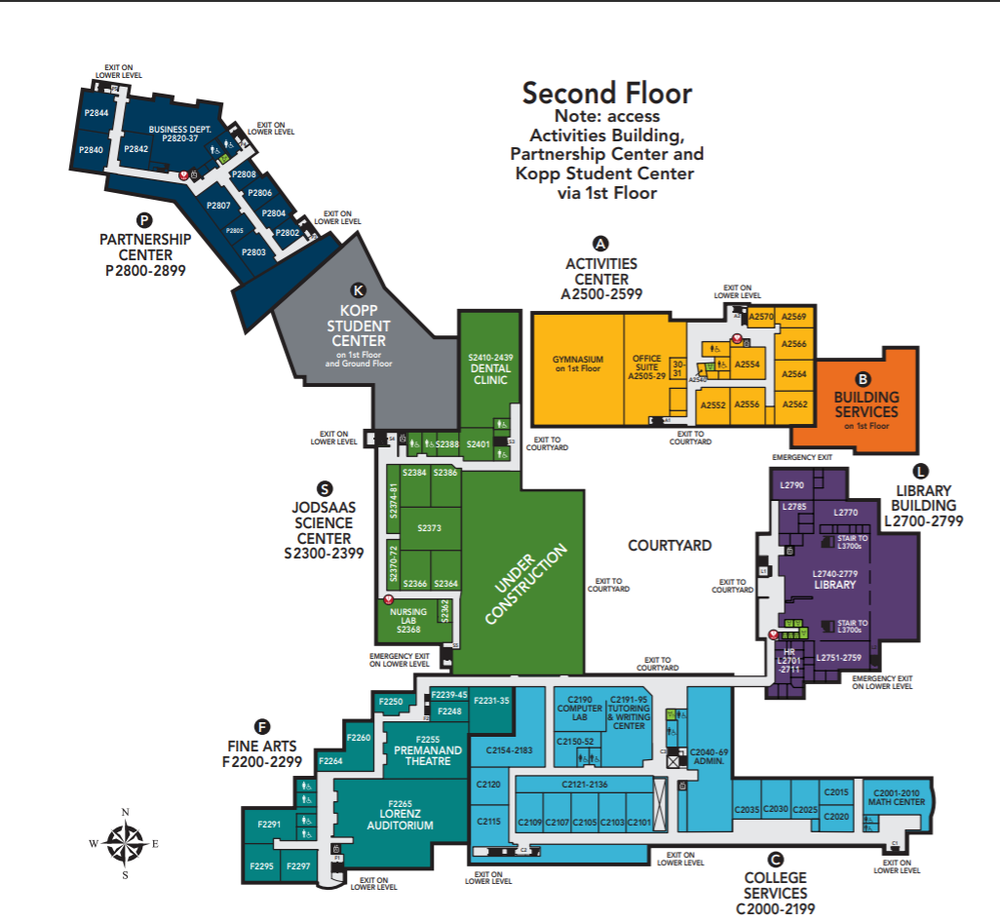 Second Floor
Note: access
Activities Building,
Partnership Center and
Kopp Student Center
via 1st Floor
EXIT ON
LOWER LEVEL
P2844
P2840
P2842
BUSINESS DEPT.
P2820-37
EXIT ON
LOWER LEVEL
P2808
P2806
P2804
P2802
P2807
P2805
P2803
EXIT ON
LOWER LEVEL
P
PARTNERSHIP
CENTER
P2800-2899
K
KOPP
STUDENT
CENTER
on 1st Floor
and Ground Floor
A
ACTIVITIES
CENTER
A2500-2599
EXIT ON
LOWER LEVEL
GYMNASIUM
on 1st Floor
OFFICE
SUITE
A2505-29
30-
31
A2540
A2570
A2569
A2566
A2554
A2564
A2552
A2556
A2562
EXIT TO
COURTYARD
EXIT TO
COURTYARD
B
BUILDING
SERVICES
on 1st Floor
EMERGENCY EXIT
L
LIBRARY
BUILDING
L2700-2799
L2790
L2785
L2770
STAIR TO
L3700s
L2740-2779
LIBRARY
STAIR TO
L3700s
HR
L2701
-2711
L2751-2759
EXIT TO
COURTYARD
EMERGENCY EXIT
ON LOWER LEVEL
COURTYARD
EXIT TO
COURTYARD
EXIT TO
COURTYARD
S2410-2439
DENTAL
CLINIC
EXIT ON
LOWER LEVEL
S4
S2388
S2401
S3
S2384
S2386
S2374-81
S2373
S2370-72
S2366
S2364
S2362
NURSING
LAB
S2368
S5
UNDER
CONSTRUCTION
S
JODSAAS
SCIENCE
CENTER
S2300-2399
EMERGENCY EXIT
ON LOWER LEVEL
F
FINE ARTS
F2200-2299
F2250
F2239-45
F2248
F2231-35
F2
F2260
F2264
F2255
PREMANAND
THEATRE
F2265
LORENZ
AUDITORIUM
F2291
F2295
F2297
F1
EXIT ON
LOWER LEVEL
C2190
COMPUTER
LAB
C2191-95
TUTORING
& WRITING
CENTER
C2150-52
C2154-2183
C3
C2040-69
ADMIN.
C2120
C2115
C2121-2136
C2109
C2107
C2105
C2103
C2101
C2
C2035
C2030
C2025
C2015
C2020
C2001-2010
MATH CENTER
C1
EXIT ON
LOWER LEVEL
EXIT ON
LOWER LEVEL
EXIT ON
LOWER LEVEL
C
COLLEGE
SERVICES
C2000-2199
N
W
E
S